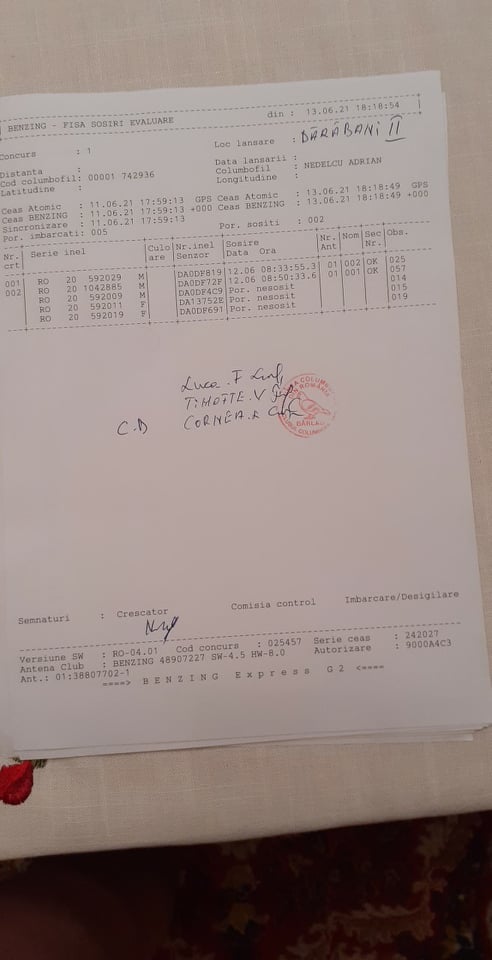 BENZING - FISA SOSIRI EVALUARE din : 13.06.21 18:18:54
Concurs : 1 Loc lansare : DĂRĂBANI II
Distanta : Data lansarii :
Cod columbofil: 00001 742936 Columbofil : NEDELCU ADRIAN
Latitudine : Longitudine :
Ceas Atomic : 11.06.21 17:59:13 GPS Ceas Atomic : 13.06.21 18:18:49 GPS
Ceas BENZING : 11.06.21 17:59:13 +000 Ceas BENZING : 13.06.21 18:18:49 +000
Sincronizare : 11.06.21 17:59:13
Por. imbarcati: 005 Por. sositi : 002
Nr. crt Serie inel Culo are Nr.inel Senzor Sosire Data Ora Nr. Ant Nom Sec Nr. Obs.
001 RO 20 592029 M DA0DF819 12.06 08:33:55.3 01 002 OK 025
002 RO 20 1042885 M DA0DF72F 12.06 08:50:33.6 01 001 OK 057
RO 20 592009 M DA0DF4C9 Por. nesosit 014
RO 20 592011 F DA13752E Por. nesosit 015
RO 20 592019 F DA0DF691 Por. nesosit 019
Luca . F
TIMOFTE . V
C.D CORNEA . R
ROMÂNIA
BÂRLAD
Semnaturi : Crescator Comisia control Imbarcare/Desigilare
Versiune SW : RO-04.01 Cod concurs : 025457 Serie ceas : 242027
Antena Club : BENZING 48907227 SW-4.5 HW-8.0 Autorizare : 9000A4C3
Ant.: 01:38807702-1
====> B E N Z I N G E x p r e s s G 2 <====